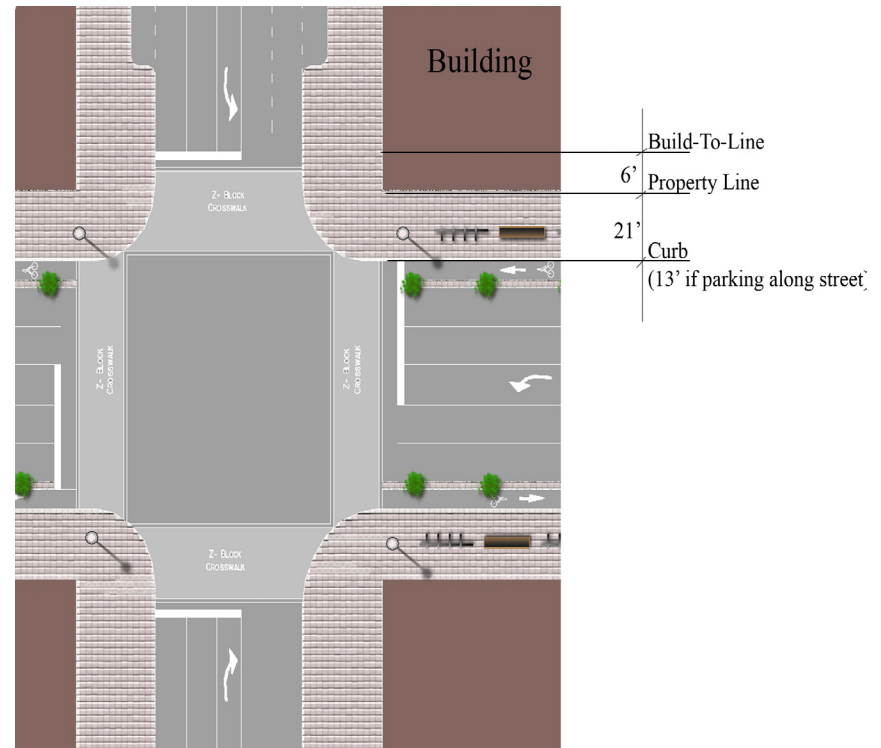 Building
Build-To-Line
6’
Property Line
21’
Curb
(13’ if parking along street)
Z- BLOCK
CROSSWALK
Z- BLOCK
CROSSWALK
Z- BLOCK
CROSSWALK
Z- BLOCK
CROSSWALK